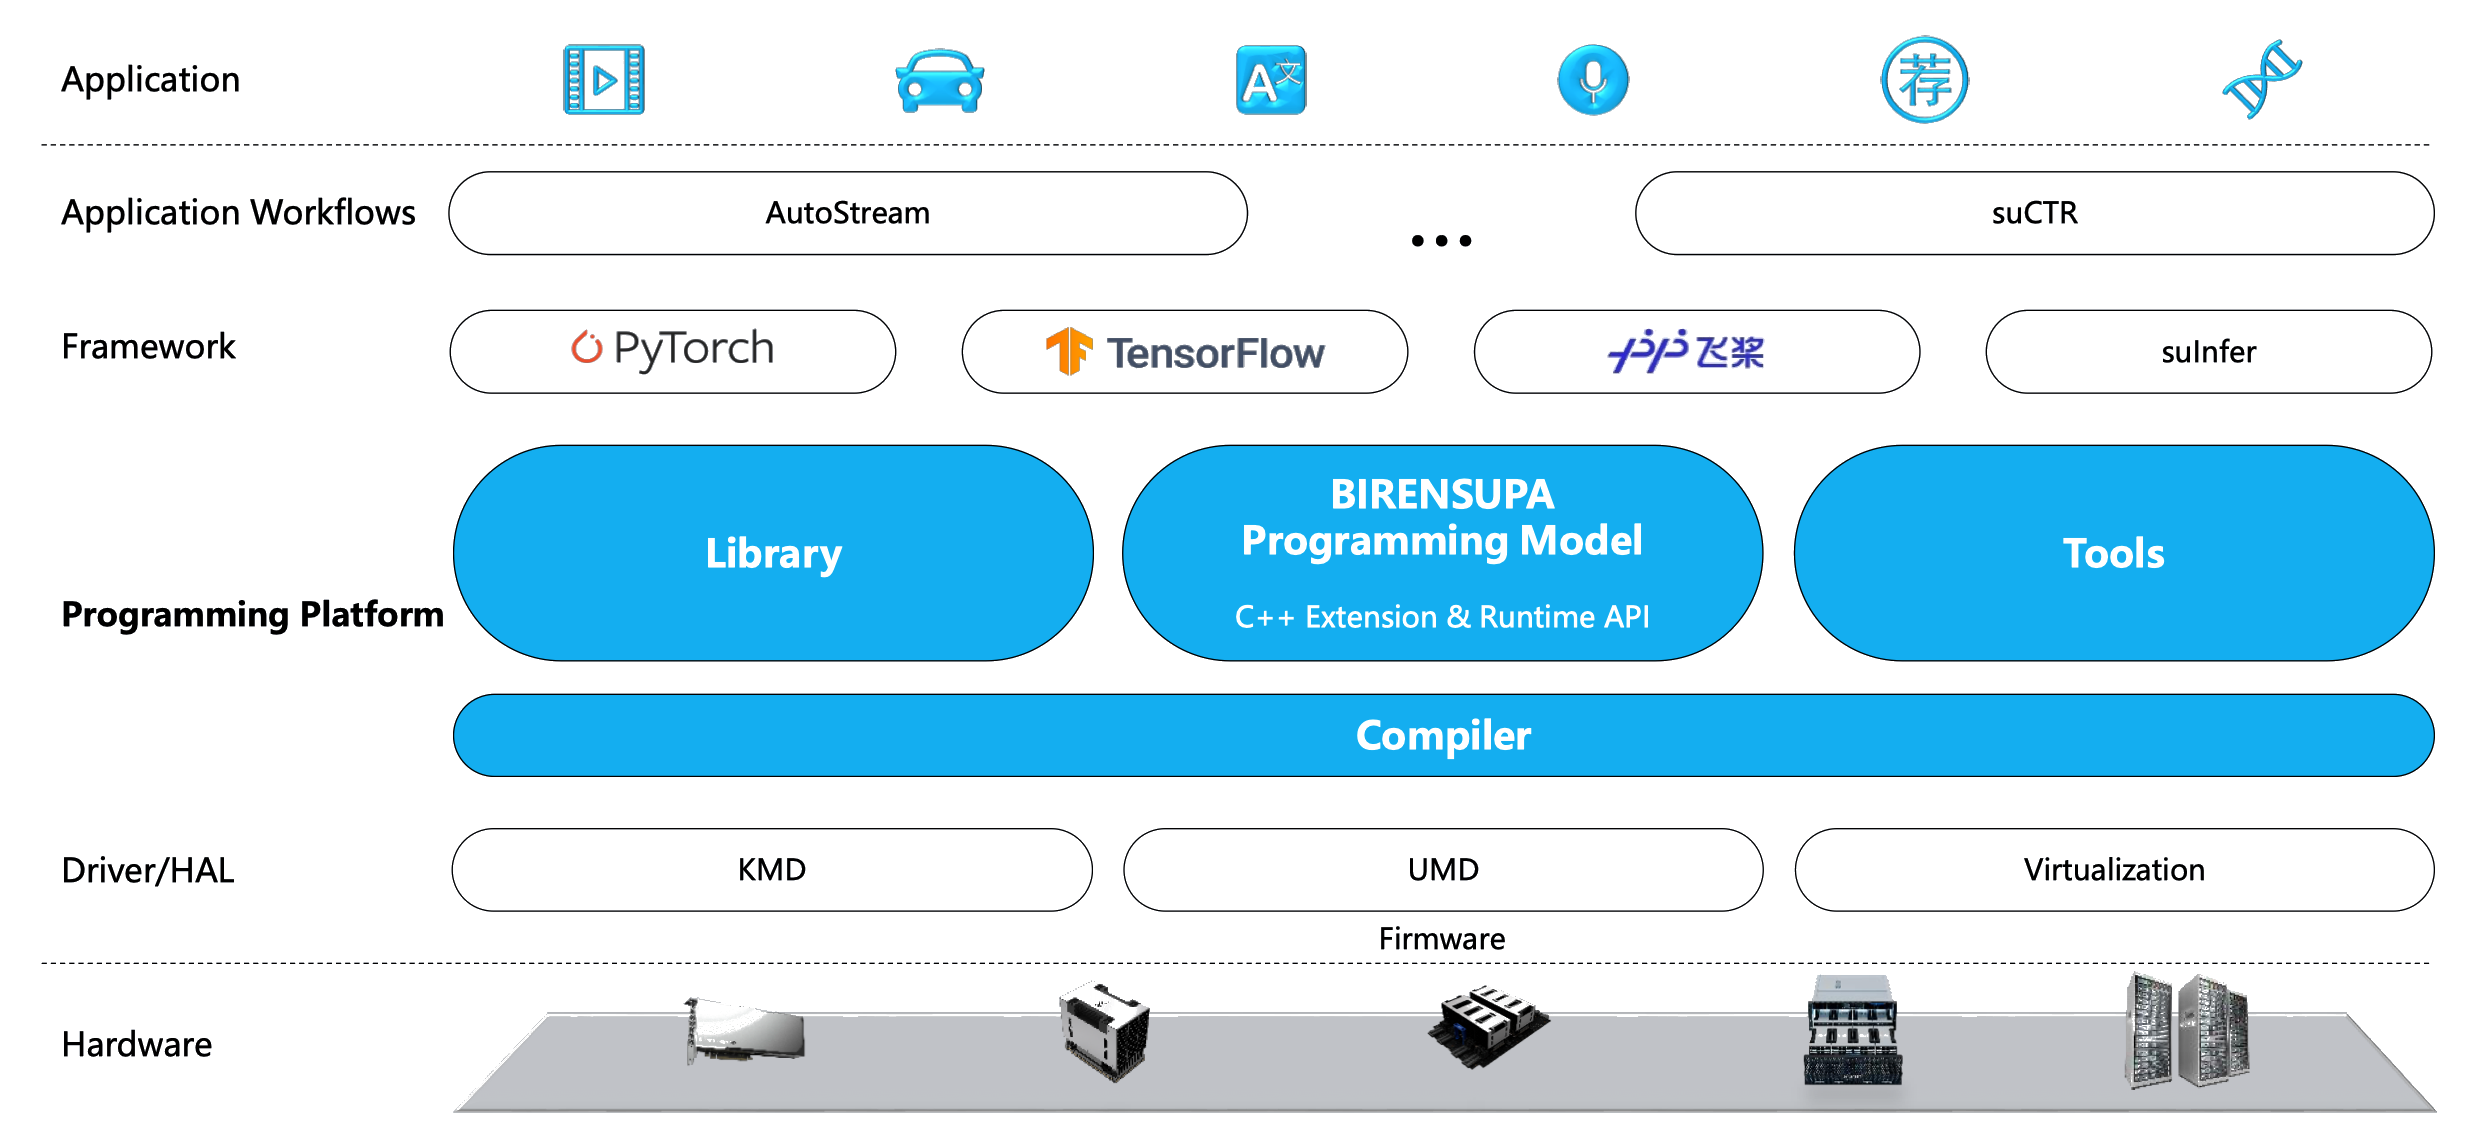 Application
A文
荐
Application Workflows
AutoStream
...
suCTR
Framework
PyTorch
TensorFlow
飞桨
suInfer
Programming Platform
Library
BIRENSUPA
Programming Model
C++ Extension & Runtime API
Tools
Compiler
Driver/HAL
KMD
UMD
Virtualization
Firmware
Hardware